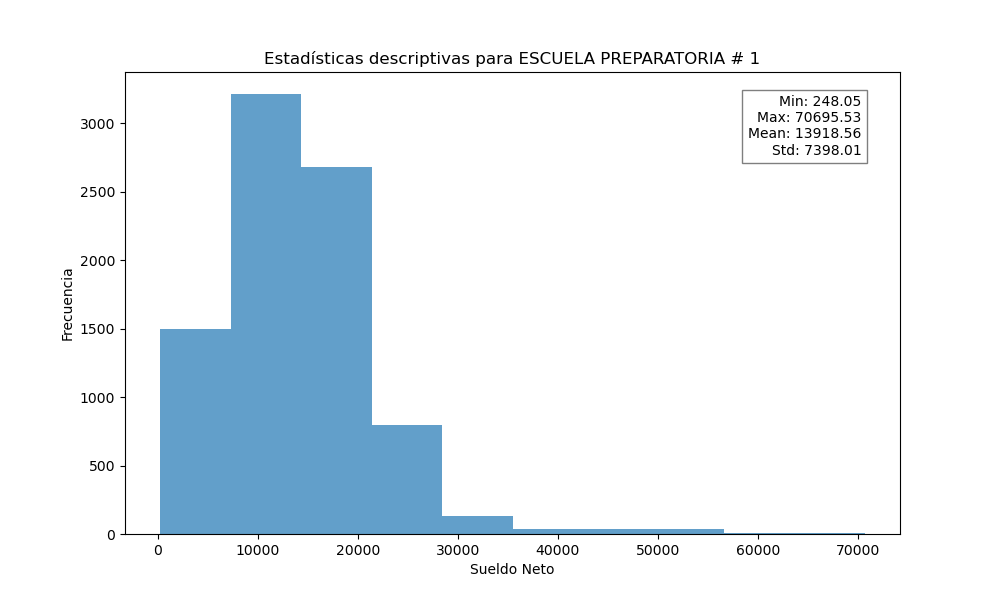 Estadísticas descriptivas para ESCUELA PREPARATORIA # 1
Min: 248.05
Max: 70695.53
Mean: 13918.56
Std: 7398.01
Frecuencia
3000
2500
2000
1500
1000
500
0
0 10000 20000 30000 40000 50000 60000 70000
Sueldo Neto